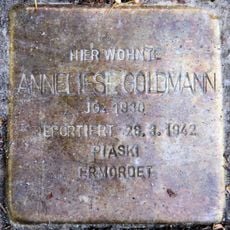 HIER WOHNTE
ANNELIESE GOLDMANN
JG. 1930
DEPORTIERT 28.3.1942
PIASKI
ERMORDET